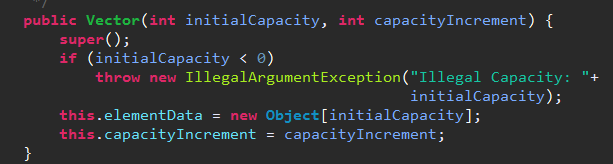 */
public Vector(int initialCapacity, int capacityIncrement) {
    super();
    if (initialCapacity < 0)
        throw new IllegalArgumentException("Illegal Capacity: "+
                                           initialCapacity);
    this.elementData = new Object[initialCapacity];
    this.capacityIncrement = capacityIncrement;
}